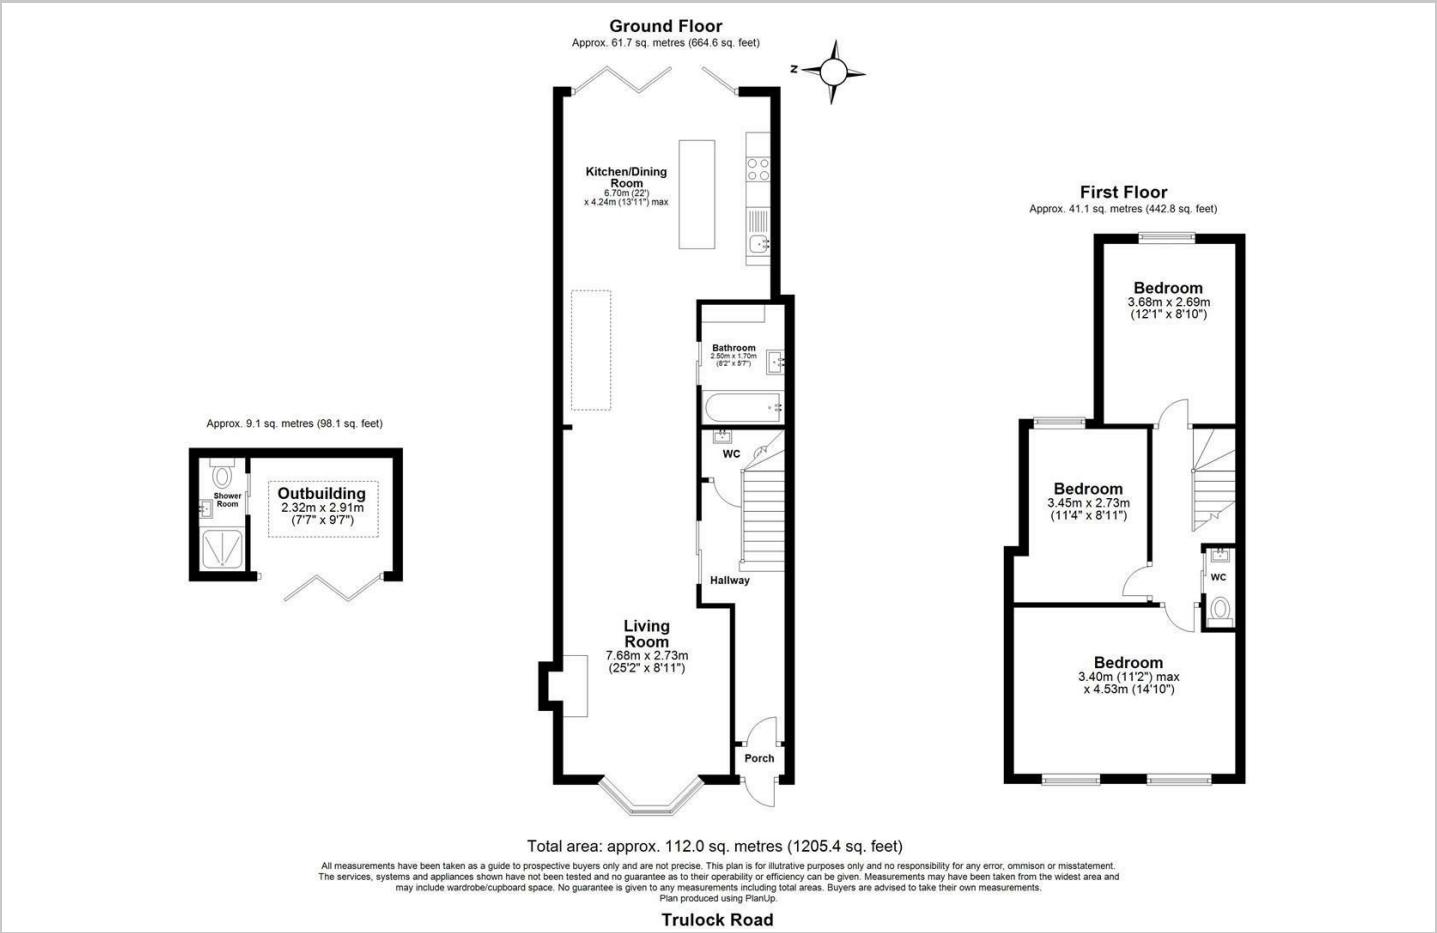 Ground Floor
Approx. 61.7 sq. metres (664.6 sq. feet)
N
Kitchen/Dining
Room
6.70m (22')
x 4.24m (13'11") max
First Floor
Approx. 41.1 sq. metres (442.8 sq. feet)
Bedroom
3.68m x 2.69m
(12'1" x 8'10")
Bathroom
2.50m x 1.70m
(8'2" x 5'7")
Approx. 9.1 sq. metres (98.1 sq. feet)
WC
Shower
Room
Outbuilding
2.32m x 2.91m
(7'7" x 9'7")
Bedroom
3.45m x 2.73m
(11'4" x 8'11")
Hallway
WC
Living
Room
7.68m x 2.73m
(25'2" x 8'11")
Bedroom
3.40m (11'2") max
x 4.53m (14'10")
Porch
Total area: approx. 112.0 sq. metres (1205.4 sq. feet)
All measurements have been taken as a guide to prospective buyers only and are not precise. This plan is for illutrative purposes only and no responsibility for any error, ommison or misstatement.
The services, systems and appliances shown have not been tested and no guarantee as to their operability or efficiency can be given. Measurements may have been taken from the widest area and
may include wardrobe/cupboard space. No guarantee is given to any measurements including total areas. Buyers are advised to take their own measurements.
Plan produced using PlanUp.
Trulock Road